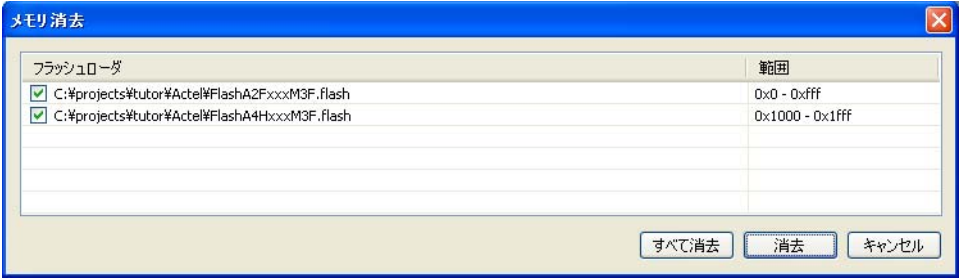 メモリ消去
フラッシュローダ 範囲
C:¥projects¥tutor¥Actel¥FlashA2FxxxM3F.flash 0x0 - 0xfff
C:¥projects¥tutor¥Actel¥FlashA4HxxxM3F.flash 0x1000 - 0x1fff
すべて消去 消去 キャンセル